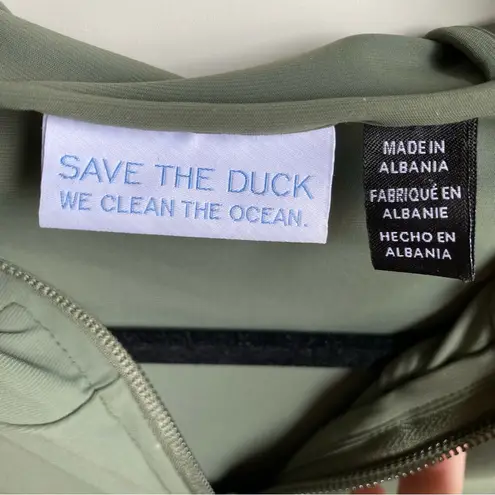 SAVE THE DUCK
WE CLEAN THE OCEAN.
MADE IN
ALBANIA
FABRIQUÉ EN
ALBANIE
HECHO EN
ALBANIA